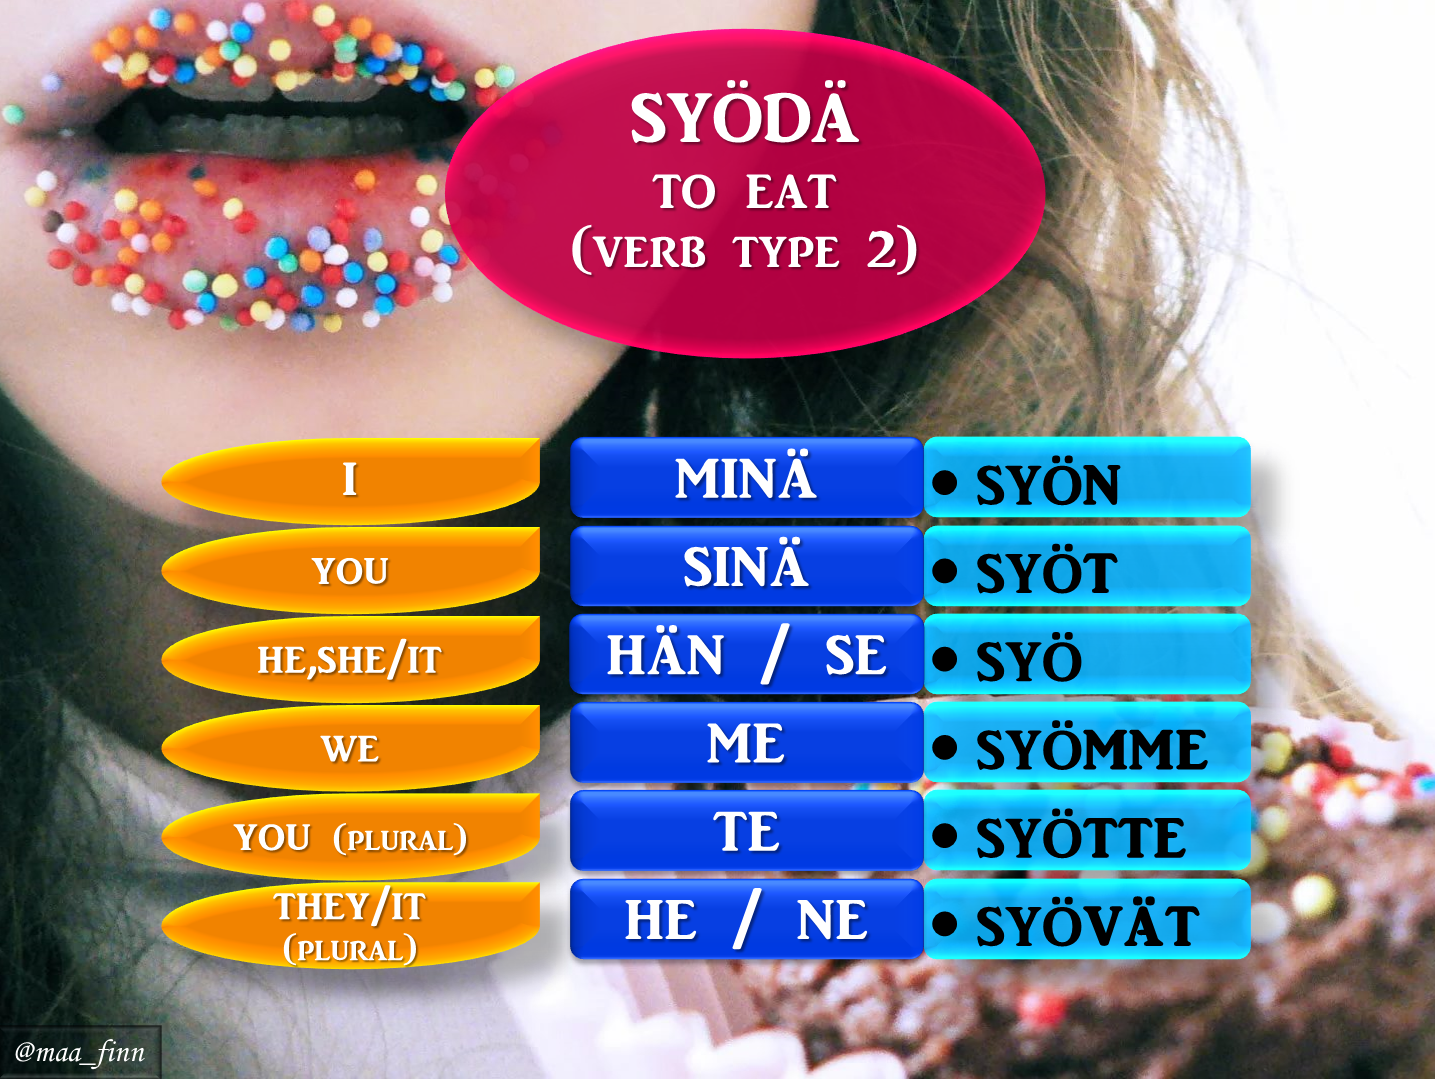 SYÖDÄ
TO EAT
(VERB TYPE 2)
I MINÄ • SYÖN
YOU SINÄ • SYÖT
HE,SHE/IT HÄN / SE • SYÖ
WE ME • SYÖMME
YOU (PLURAL) TE • SYÖTTE
THEY/IT
(PLURAL) HE / NE • SYÖVÄT
@maa_finn